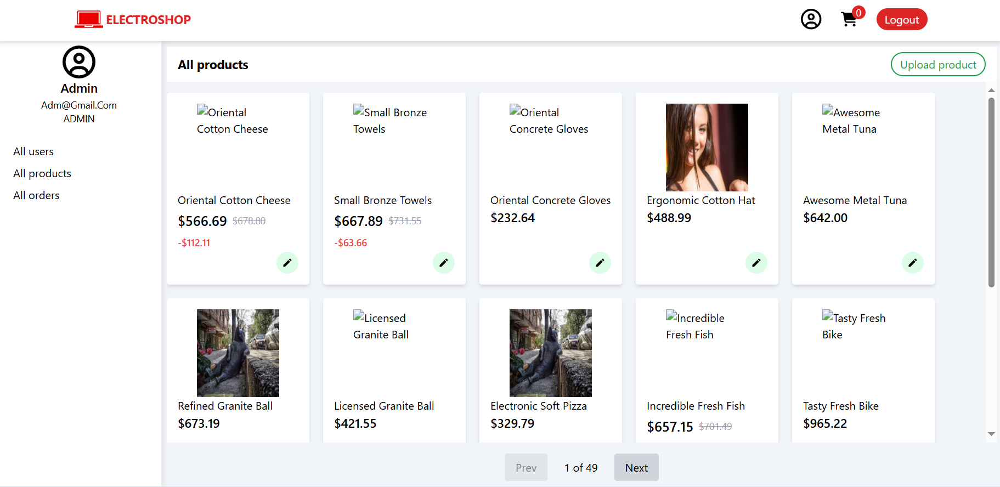 ELECTROSHOP
0
Logout
Admin
Adm@Gmail.Com
ADMIN
All users
All products
All orders
All products
Upload product
Oriental
Cotton Cheese
Oriental Cotton Cheese
$566.69 $678.80
-$112.11
Small Bronze
Towels
Small Bronze Towels
$667.89 $731.55
-$63.66
Oriental
Concrete Gloves
Oriental Concrete Gloves
$232.64
Ergonomic Cotton Hat
$488.99
Awesome
Metal Tuna
Awesome Metal Tuna
$642.00
Refined Granite Ball
$673.19
Licensed
Granite Ball
Licensed Granite Ball
$421.55
Electronic Soft Pizza
$329.79
Incredible
Fresh Fish
Incredible Fresh Fish
$657.15 $701.49
Tasty Fresh
Bike
Tasty Fresh Bike
$965.22
Prev
1 of 49
Next